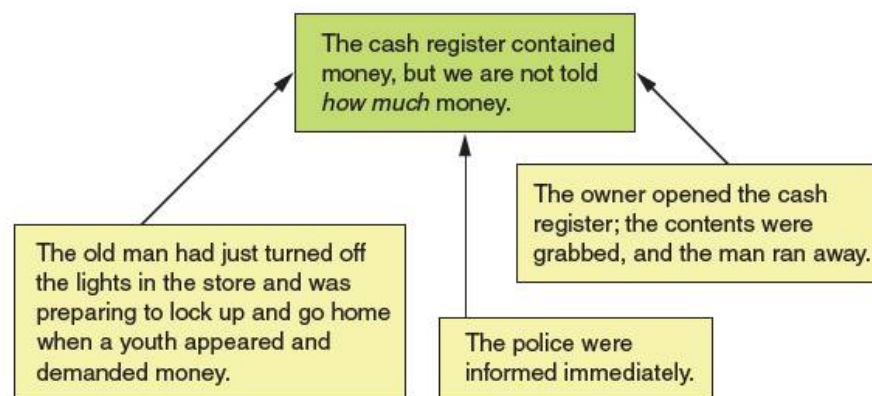 The cash register contained
money, but we are not told
how much money.
The owner opened the cash
register; the contents were
grabbed, and the man ran away.
The old man had just turned off
the lights in the store and was
preparing to lock up and go home
when a youth appeared and
demanded money.
The police were
informed immediately.